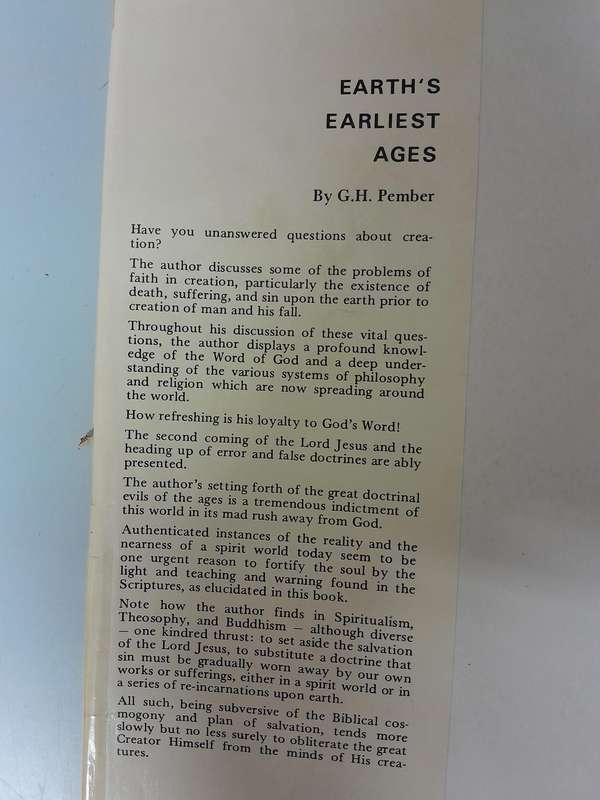 EARTH'S
EARLIEST
AGES
By G.H. Pember
Have you unanswered questions about crea-
tion?
The author discusses some of the problems of
faith in creation, particularly the existence of
death, suffering, and sin upon the earth prior to
creation of man and his fall.
Throughout his discussion of these vital ques-
tions, the author displays a profound knowl-
edge of the Word of God and a deep under-
standing of the various systems of philosophy
and religion which are now spreading around
the world.
How refreshing is his loyalty to God's Word!
The second coming of the Lord Jesus and the
heading up of error and false doctrines are ably
presented.
The author's setting forth of the great doctrinal
evils of the ages is a tremendous indictment of
this world in its mad rush away from God.
Authenticated instances of the reality and the
nearness of a spirit world today seem to be
one urgent reason to fortify the soul by the
light and teaching and warning found in the
Scriptures, as elucidated in this book.
Note how the author finds in Spiritualism,
Theosophy, and Buddhism — although diverse
— one kindred thrust: to set aside the salvation
of the Lord Jesus, to substitute a doctrine that
sin must be gradually worn away by our own
works or sufferings, either in a spirit world or in
a series of re-incarnations upon earth.
All such, being subversive of the Biblical cos-
mogony and plan of salvation, tends more
slowly but no less surely to obliterate the great
Creator Himself from the minds of His crea-
tures.